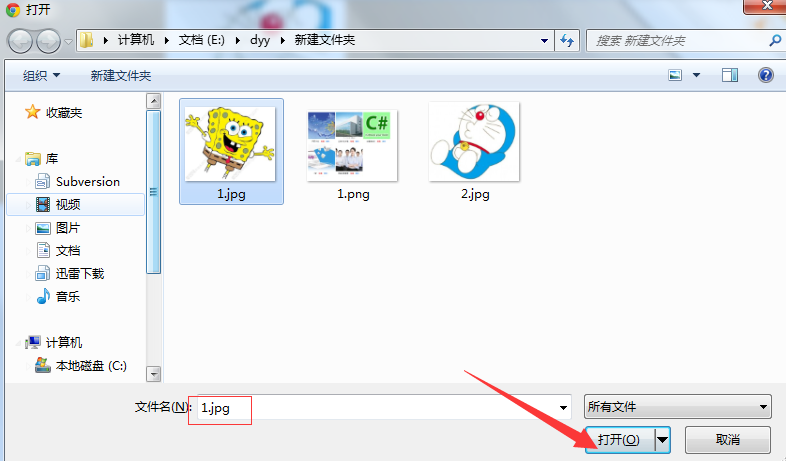 打开
计算机 文档 (E:) dyy 新建文件夹
搜索 新建文件夹
组织 新建文件夹
收藏夹
库
Subversion
视频
图片
文档
迅雷下载
音乐
计算机
本地磁盘 (C:)
C#
1.jpg
1.png
2.jpg
文件名(N): 1.jpg
所有文件
打开(O)
取消